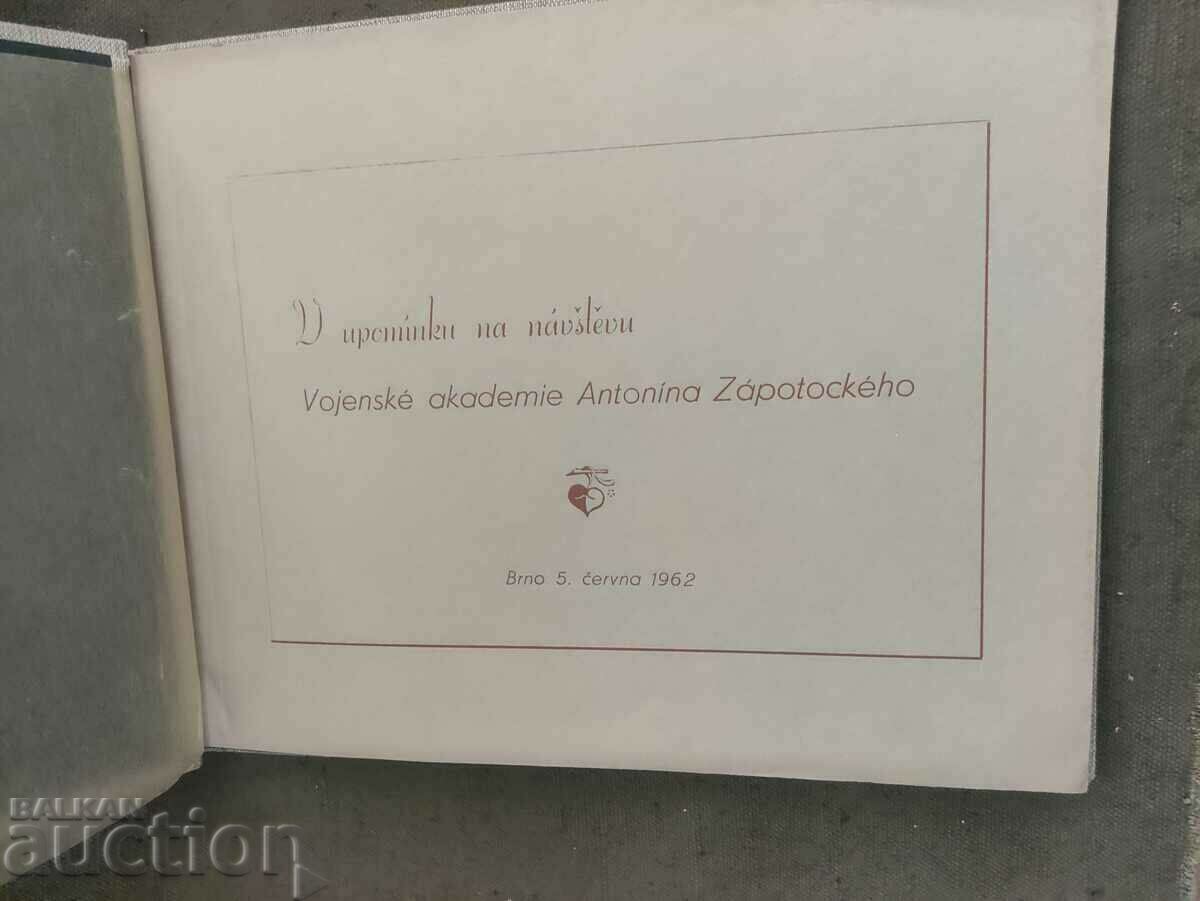 V upomínku na návštěvu
Vojenské akademie Antonína Zápotockého
Brno 5. června 1962
BALKAN
auction